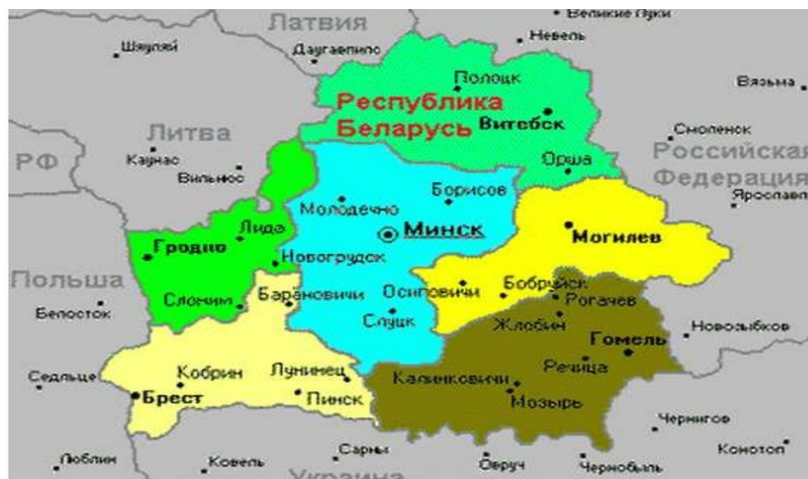 Латвия
Великие Луки
Невель
Шяуляй
Даугавпилс
Полоцк
Вязьма
Республика
Беларусь
Витебск
Литва
Смоленск
РФ
Каунас
Вильнюс
Орша
Российская
Федерация
Молодечно
Борисов
Ярославль
Минск
Могилев
Лида
Гродно
Новогрудск
Польша
Белосток
Слоним
Барановичи
Осиповичи
Бобруйск
Рогачев
Слуцк
Жлобин
Гомель
Новозыбков
Речица
Седльце
Кобрин
Лунинец
Калинковичи
Брест
Пинск
Мозырь
Чернигов
Люблин
Ковель
Сарны
Украина
Овруч
Чернобыль
Конотоп